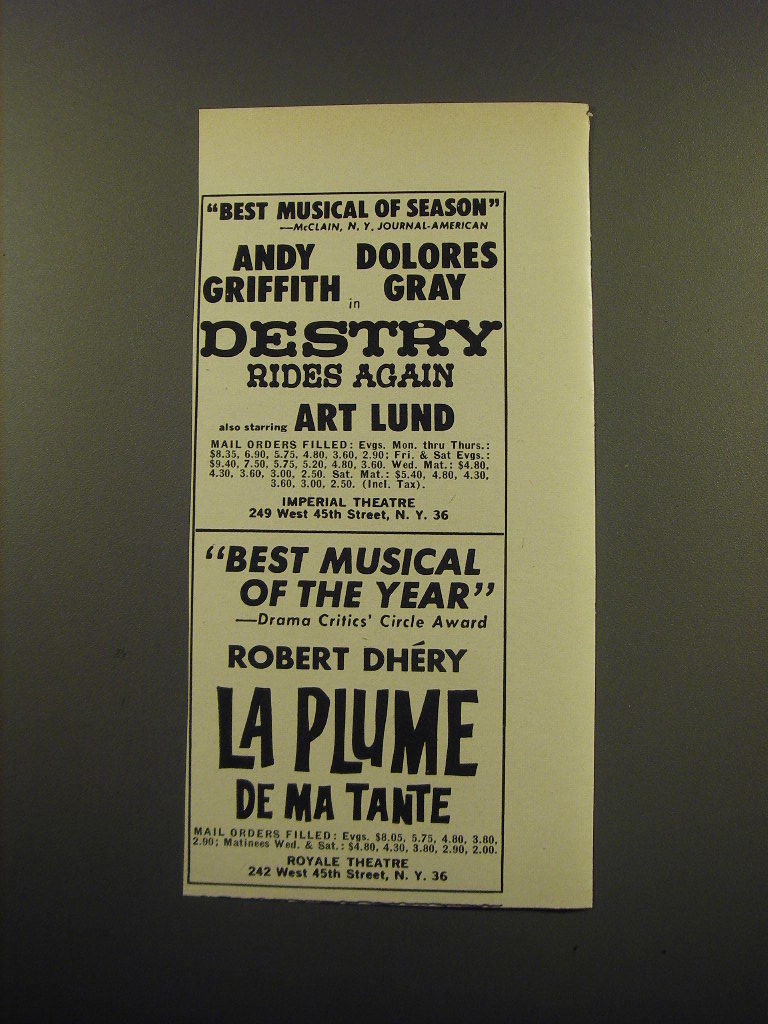 "BEST MUSICAL OF SEASON"
—McCLAIN, N. Y. JOURNAL-AMERICAN
ANDY DOLORES
GRIFFITH in GRAY
DESTRY
RIDES AGAIN
also starring ART LUND
MAIL ORDERS FILLED: Evgs. Mon. thru Thurs.:
$8.35, 6.90, 5.75, 4.80, 3.60, 2.90; Fri. & Sat Evgs.:
$9.40, 7.50, 5.75, 5.20, 4.80, 3.60. Wed. Mat.: $4.80,
4.30, 3.60, 3.00, 2.50. Sat. Mat.: $5.40, 4.80, 4.30,
3.60, 3.00, 2.50. (Incl. Tax).
IMPERIAL THEATRE
249 West 45th Street, N. Y. 36
"BEST MUSICAL
OF THE YEAR"
—Drama Critics' Circle Award
ROBERT DHÉRY
LA PLUME
DE MA TANTE
MAIL ORDERS FILLED: Evgs. $8.05, 5.75, 4.80, 3.80,
2.90; Matinees Wed. & Sat.: $4.80, 4.30, 3.80, 2.90, 2.00.
ROYALE THEATRE
242 West 45th Street, N. Y. 36